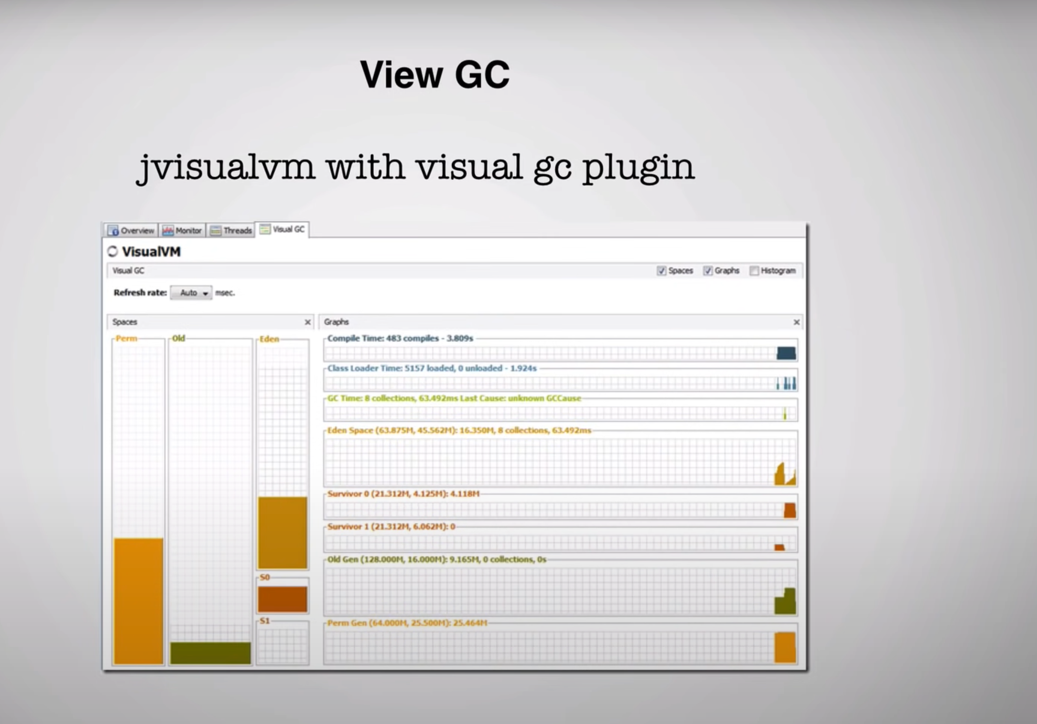 View GC
jvisualvm with visual gc plugin
Overview Monitor Threads Visual GC
VisualVM
Visual GC Spaces Graphs Histogram
Refresh rate: Auto msec.
Spaces
Perm Old Eden
S0
S1
Graphs
Compile Time: 483 compiles - 3.809s
Class Loader Time: 5157 loaded, 0 unloaded - 1.924s
GC Time: 8 collections, 63.492ms Last Cause: unknown GCCause
Eden Space (63.875M, 45.562M): 16.350M, 8 collections, 63.492ms
Survivor 0 (21.312M, 4.125M): 4.118M
Survivor 1 (21.312M, 6.062M): 0
Old Gen (128.000M, 16.000M): 9.165M, 0 collections, 0s
Perm Gen (64.000M, 25.500M): 25.464M